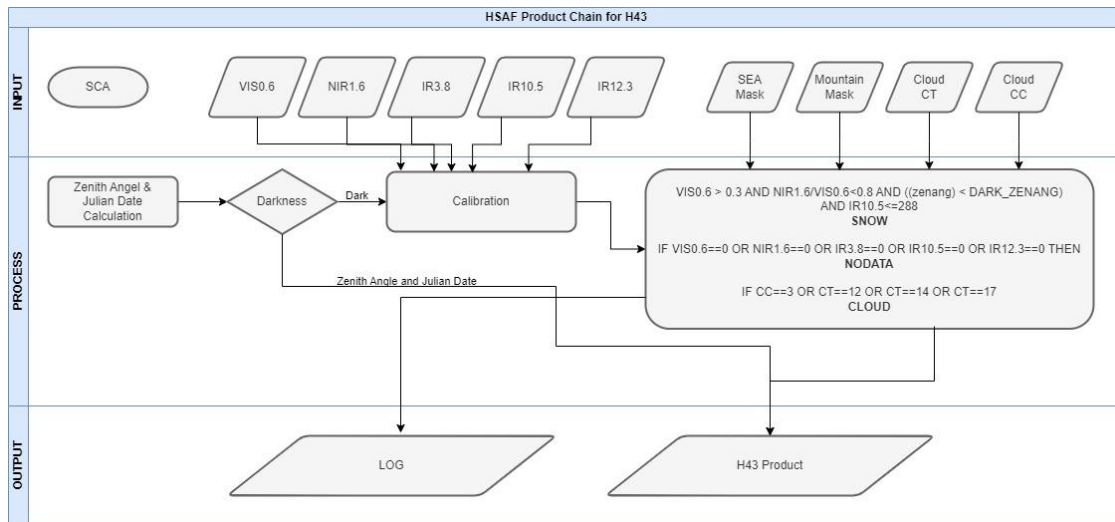 HSAF Product Chain for H43
INPUT
SCA
VIS0.6
NIR1.6
IR3.8
IR10.5
IR12.3
SEA
Mask
Mountain
Mask
Cloud
CT
Cloud
CC
PROCESS
Zenith Angel &
Julian Date
Calculation
Darkness
Dark
Calibration
VIS0.6 > 0.3 AND NIR1.6/VIS0.6<0.8 AND ((zenang) < DARK_ZENANG)
AND IR10.5<=288
SNOW
IF VIS0.6==0 OR NIR1.6==0 OR IR3.8==0 OR IR10.5==0 OR IR12.3==0 THEN
NODATA
IF CC==3 OR CT==12 OR CT==14 OR CT==17
CLOUD
Zenith Angle and Julian Date
OUTPUT
LOG
H43 Product